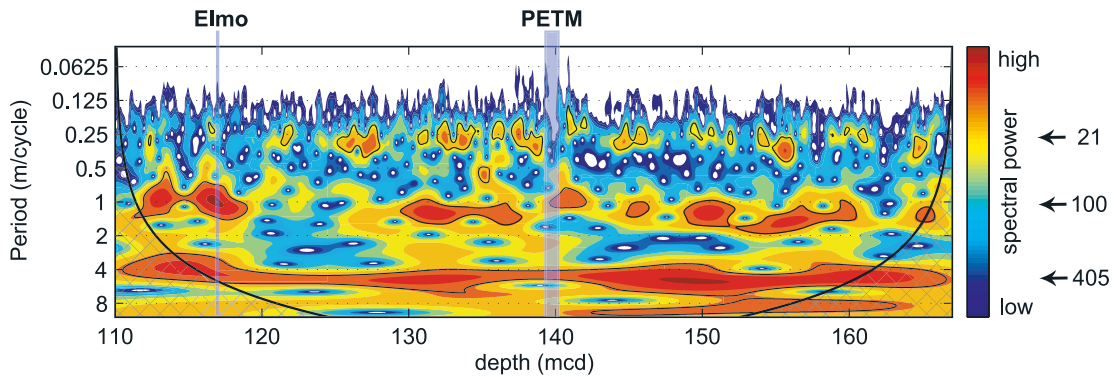 Elmo PETM
Period (m/cycle)
0.0625
0.125
0.25
0.5
1
2
4
8
110 120 130 140 150 160
depth (mcd)
high
spectral power
low
21
100
405